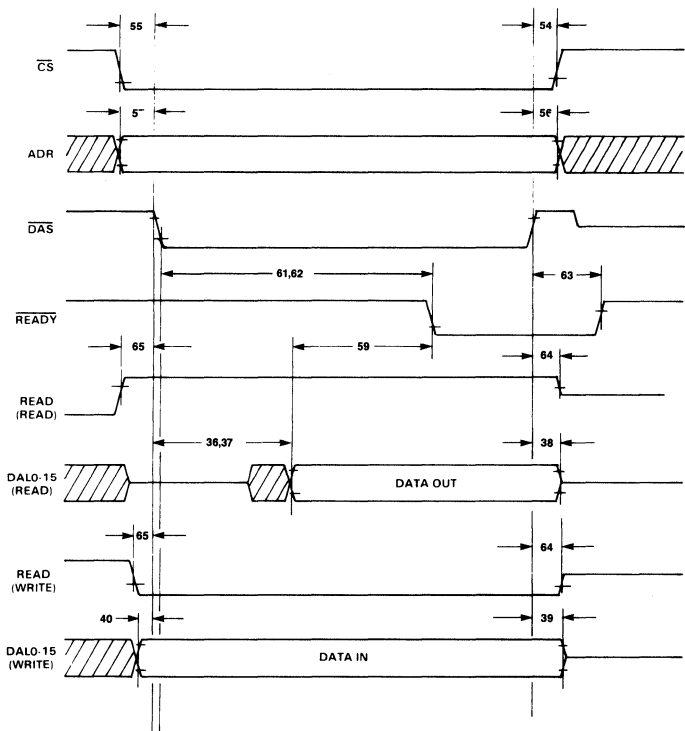 55
54
CS
5
56
ADR
DAS
61,62
63
READY
65
59
64
READ
(READ)
36,37
38
DAL0-15
(READ)
DATA OUT
65
64
READ
(WRITE)
40
39
DAL0-15
(WRITE)
DATA IN